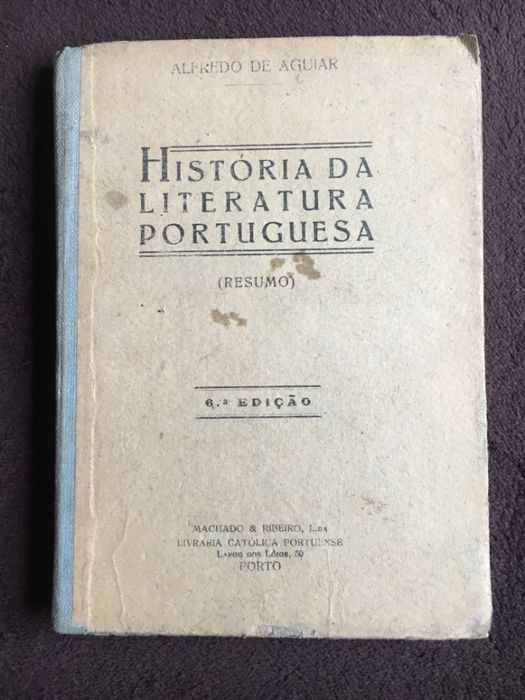 ALFREDO DE AGUIAR
HISTÓRIA DA
LITERATURA
PORTUGUESA
(RESUMO)
6.ª EDIÇÃO
MACHADO & RIBEIRO, L.DA
LIVRARIA CATÓLICA PORTUENSE
LARGO DOS LÓIOS, 50
PORTO